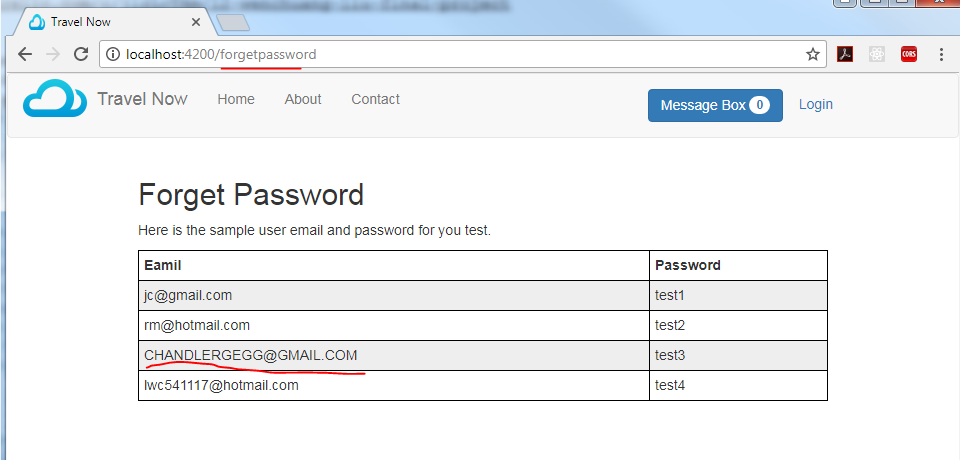 Travel Now
localhost:4200/forgetpassword
CORS
Travel Now Home About Contact Message Box 0 Login
Forget Password
Here is the sample user email and password for you test.
Eamil Password
jc@gmail.com test1
rm@hotmail.com test2
CHANDLERGEGG@GMAIL.COM test3
lwc541117@hotmail.com test4